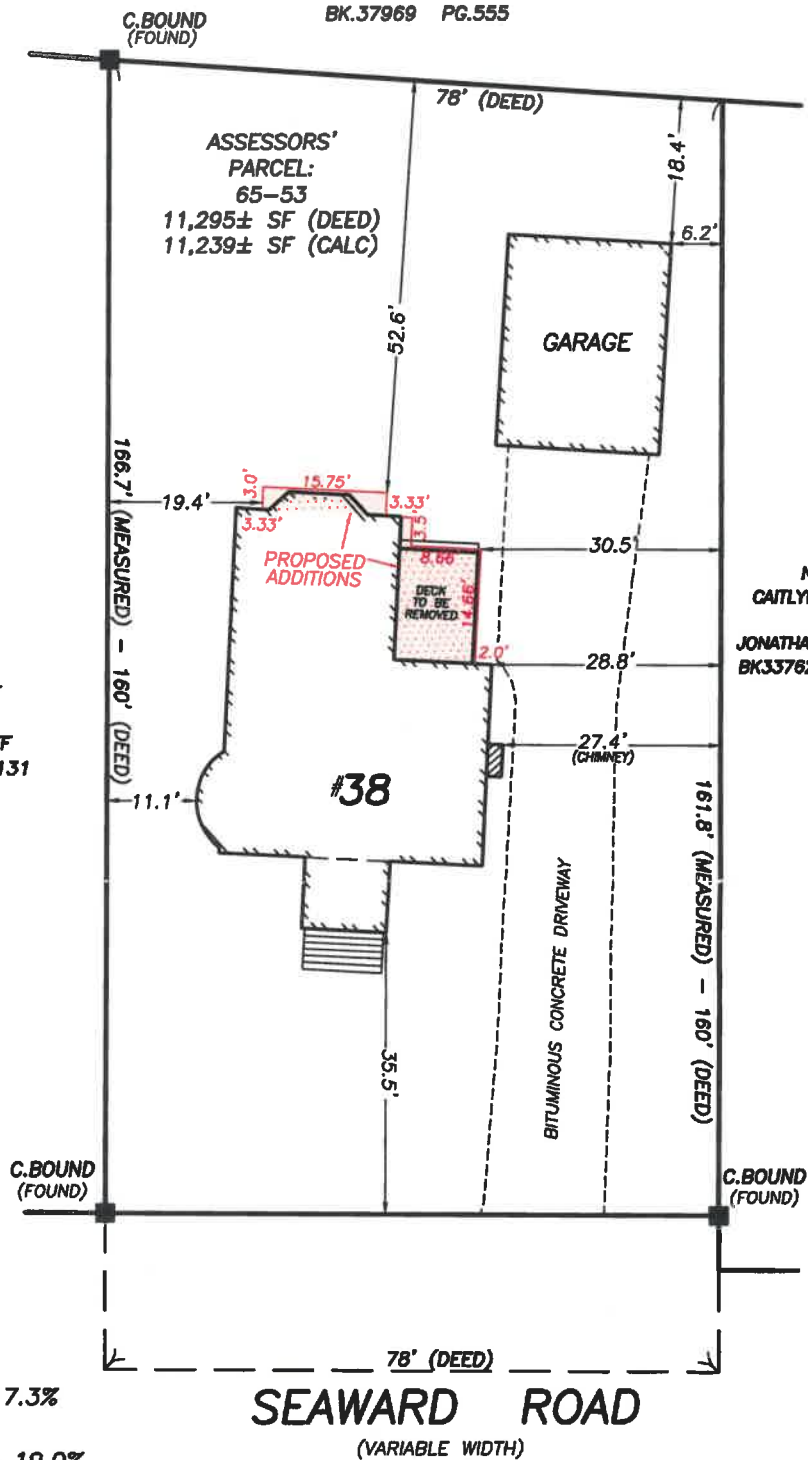 BK.37969 PG.555
C.BOUND
(FOUND)
78' (DEED)
ASSESSORS'
PARCEL:
65-53
11,295± SF (DEED)
11,239± SF (CALC)
18.4'
6.2'
52.6'
GARAGE
166.7' (MEASURED) - 160' (DEED)
19.4'
3.0'
15.75'
3.33'
3.33'
3.5'
PROPOSED
ADDITIONS
8.66
30.5'
DECK
TO BE
REMOVED
14.66'
2.0'
28.8'
N
CAITLY
JONATHA
BK3376
F
131
27.4'
(CHIMNEY)
11.1'
#38
161.8' (MEASURED) - 160' (DEED)
BITUMINOUS CONCRETE DRIVEWAY
35.5'
C.BOUND
(FOUND)
C.BOUND
(FOUND)
78' (DEED)
7.3%
SEAWARD ROAD
(VARIABLE WIDTH)